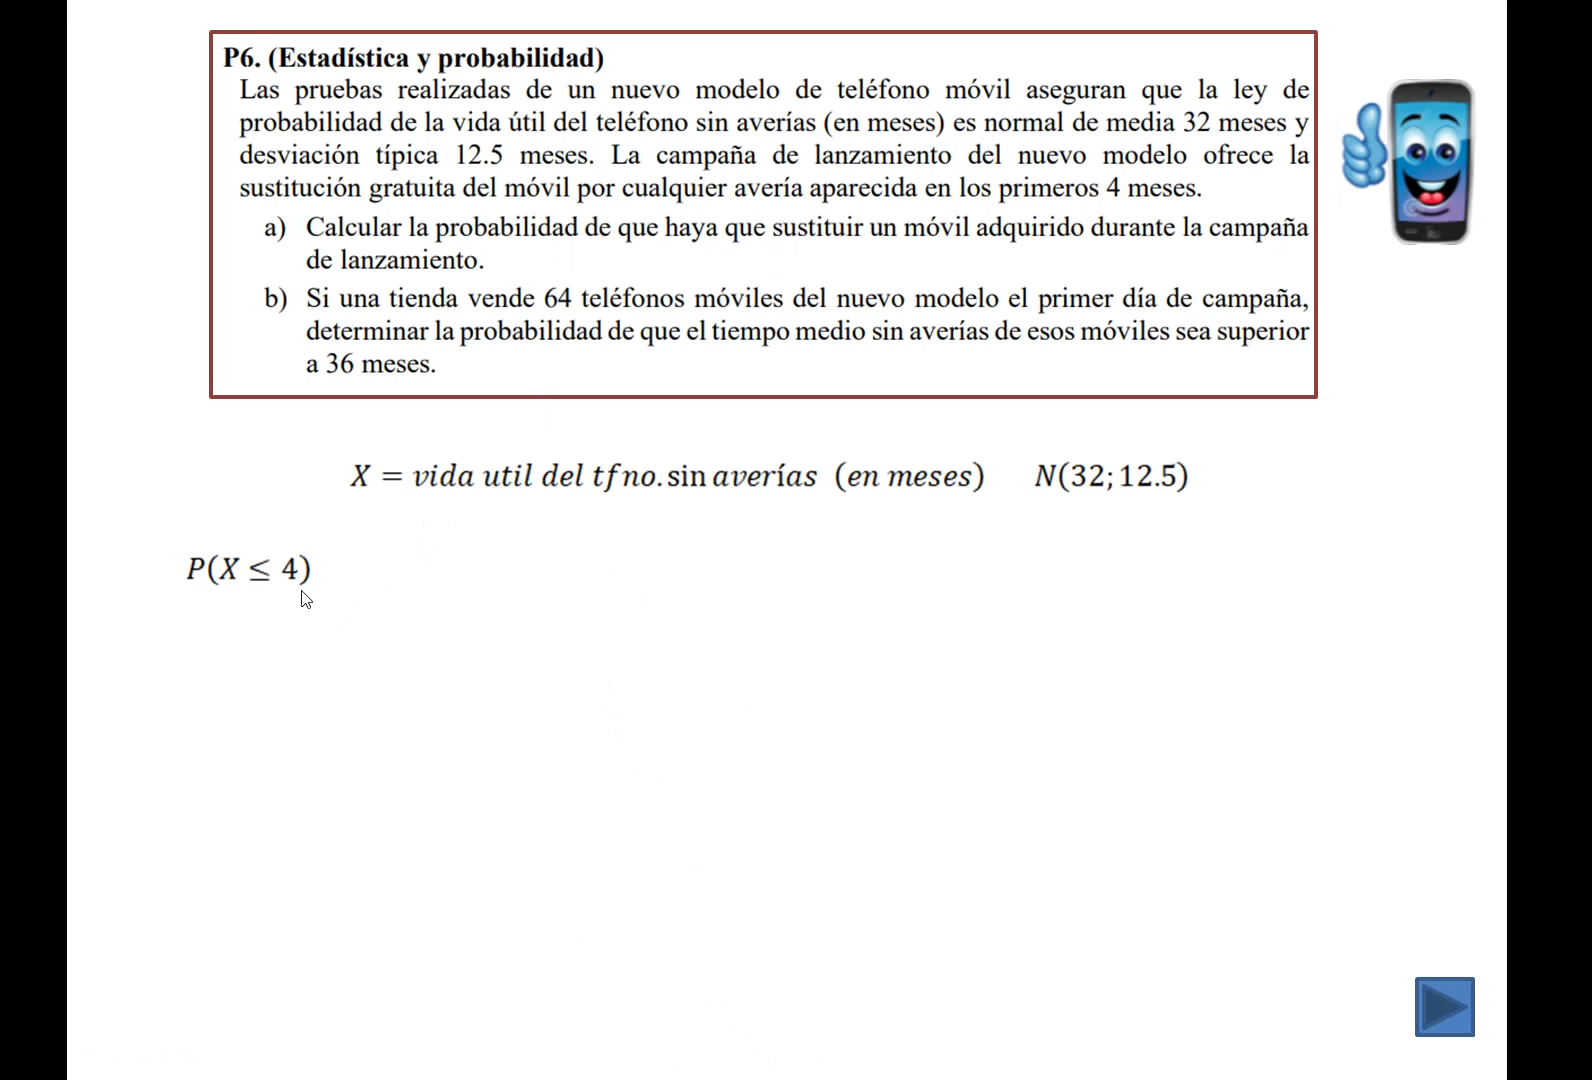 P6. (Estadística y probabilidad)
Las pruebas realizadas de un nuevo modelo de teléfono móvil aseguran que la ley de
probabilidad de la vida útil del teléfono sin averías (en meses) es normal de media 32 meses y
desviación típica 12.5 meses. La campaña de lanzamiento del nuevo modelo ofrece la
sustitución gratuita del móvil por cualquier avería aparecida en los primeros 4 meses.
a) Calcular la probabilidad de que haya que sustituir un móvil adquirido durante la campaña
de lanzamiento.
b) Si una tienda vende 64 teléfonos móviles del nuevo modelo el primer día de campaña,
determinar la probabilidad de que el tiempo medio sin averías de esos móviles sea superior
a 36 meses.
X = vida util del tfno. sin averías (en meses) N(32; 12.5)
P(X ≤ 4)